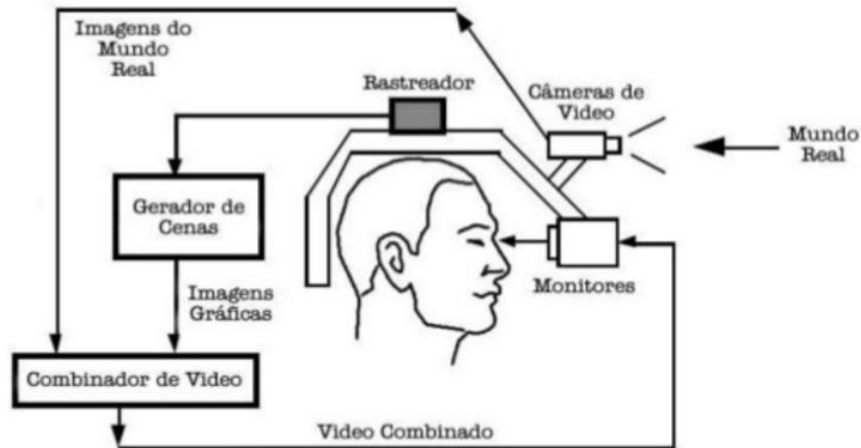 Imagens do
Mundo
Real
Rastreador
Câmeras de
Video
Mundo
Real
Gerador de
Cenas
Imagens
Gráficas
Monitores
Combinador de Video
Video Combinado